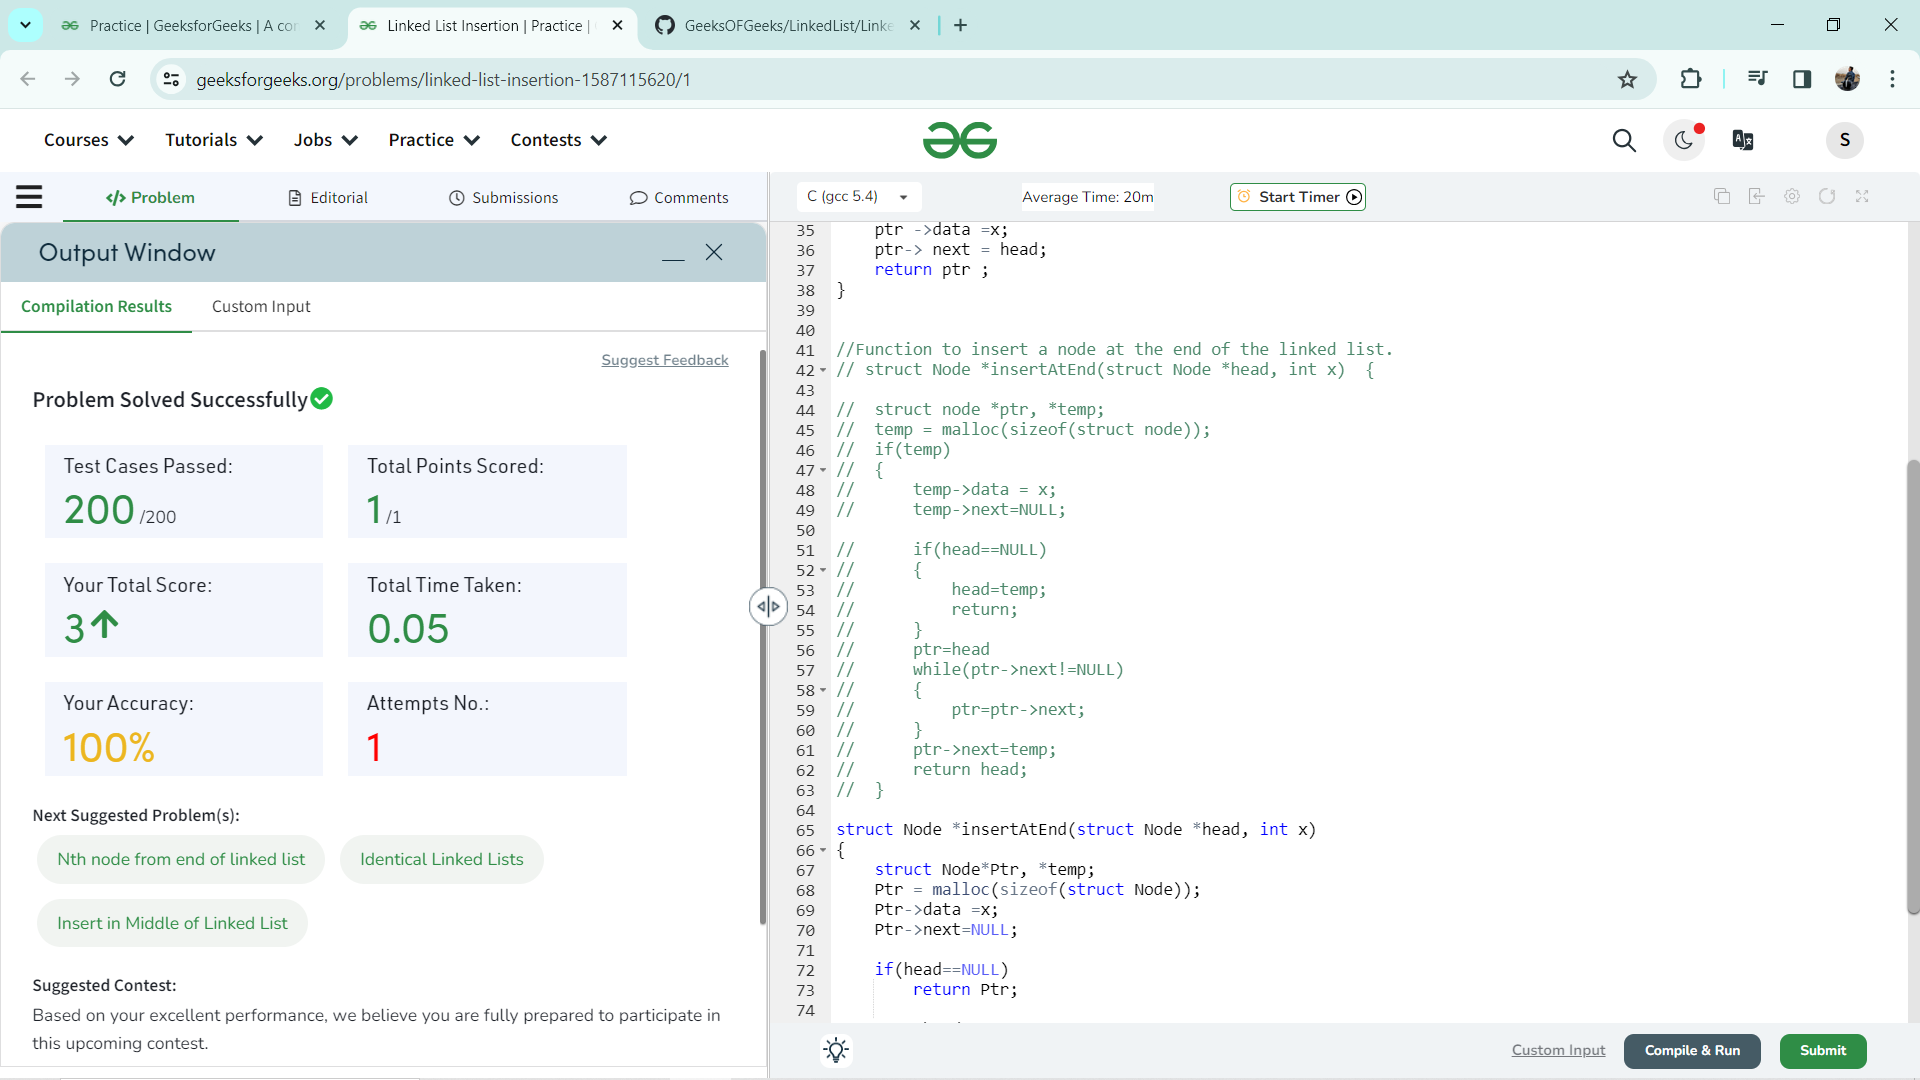 Practice | GeeksforGeeks | A con
Linked List Insertion | Practice |
GeeksOFGeeks/LinkedList/Linke
geeksforgeeks.org/problems/linked-list-insertion-1587115620/1
Courses
Tutorials
Jobs
Practice
Contests
S
</> Problem
Editorial
Submissions
Comments
C (gcc 5.4)
Average Time: 20m
Start Timer
Output Window
Compilation Results
Custom Input
Suggest Feedback
Problem Solved Successfully
Test Cases Passed:
200 /200
Total Points Scored:
1 /1
Your Total Score:
3
Total Time Taken:
0.05
Your Accuracy:
100%
Attempts No.:
1
Next Suggested Problem(s):
Nth node from end of linked list
Identical Linked Lists
Insert in Middle of Linked List
Suggested Contest:
Based on your excellent performance, we believe you are fully prepared to participate in
this upcoming contest.
35 ptr ->data =x;
36 ptr-> next = head;
37 return ptr ;
38 }
39
40
41 //Function to insert a node at the end of the linked list.
42 // struct Node *insertAtEnd(struct Node *head, int x)  {
43
44 //  struct node *ptr, *temp;
45 //  temp = malloc(sizeof(struct node));
46 //  if(temp)
47 //  {
48 //      temp->data = x;
49 //      temp->next=NULL;
50
51 //      if(head==NULL)
52 //      {
53 //          head=temp;
54 //          return;
55 //      }
56 //      ptr=head
57 //      while(ptr->next!=NULL)
58 //      {
59 //          ptr=ptr->next;
60 //      }
61 //      ptr->next=temp;
62 //      return head;
63 //  }
64
65 struct Node *insertAtEnd(struct Node *head, int x)
66 {
67     struct Node*Ptr, *temp;
68     Ptr = malloc(sizeof(struct Node));
69     Ptr->data =x;
70     Ptr->next=NULL;
71
72     if(head==NULL)
73         return Ptr;
74
Custom Input
Compile & Run
Submit